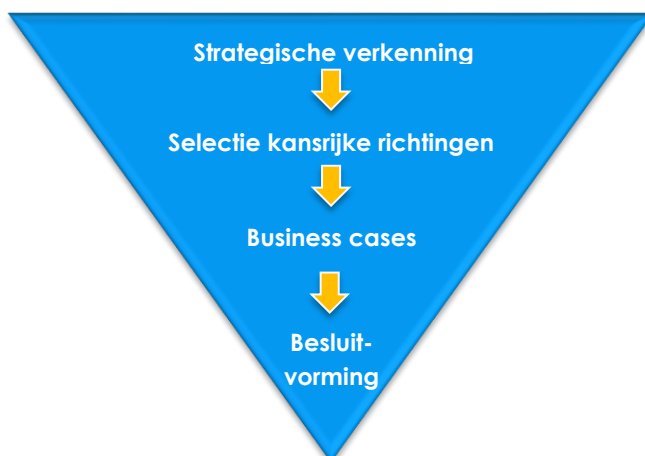 Strategische verkenning
Selectie kansrijke richtingen
Business cases
Besluit-
vorming